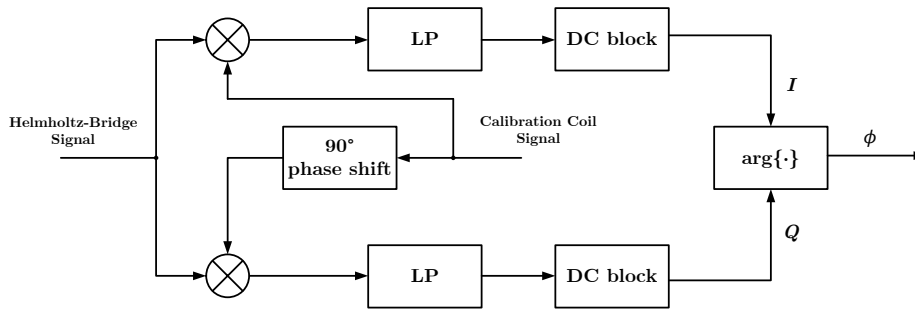 LP
DC block
I
Helmholtz-Bridge
Signal
Calibration Coil
Signal
90°
phase shift
arg{·}
ϕ
Q
LP
DC block